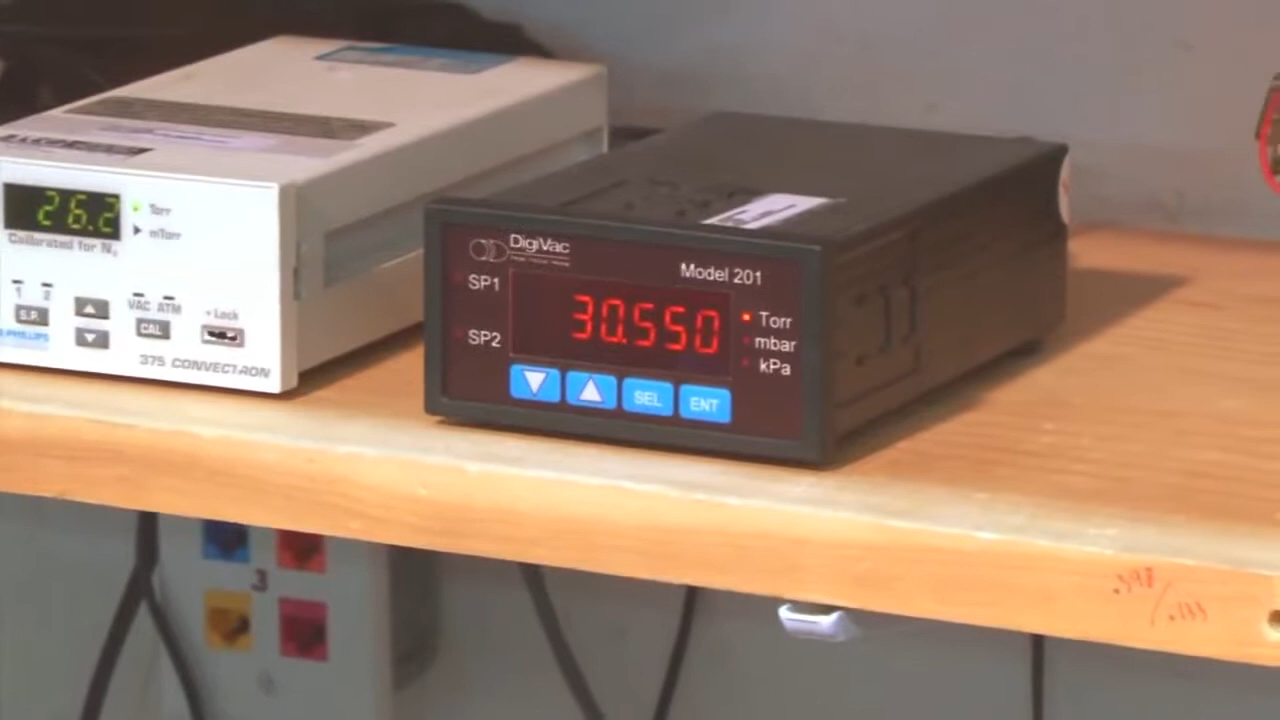 26.2
Torr
mTorr
Calibrated for N₂
1 2
S.P.
VAC ATM
CAL
Lock
375 CONVECTRON
DigiVac
Model 201
SP1
30.550
Torr
SP2
mbar
kPa
SEL
ENT
3